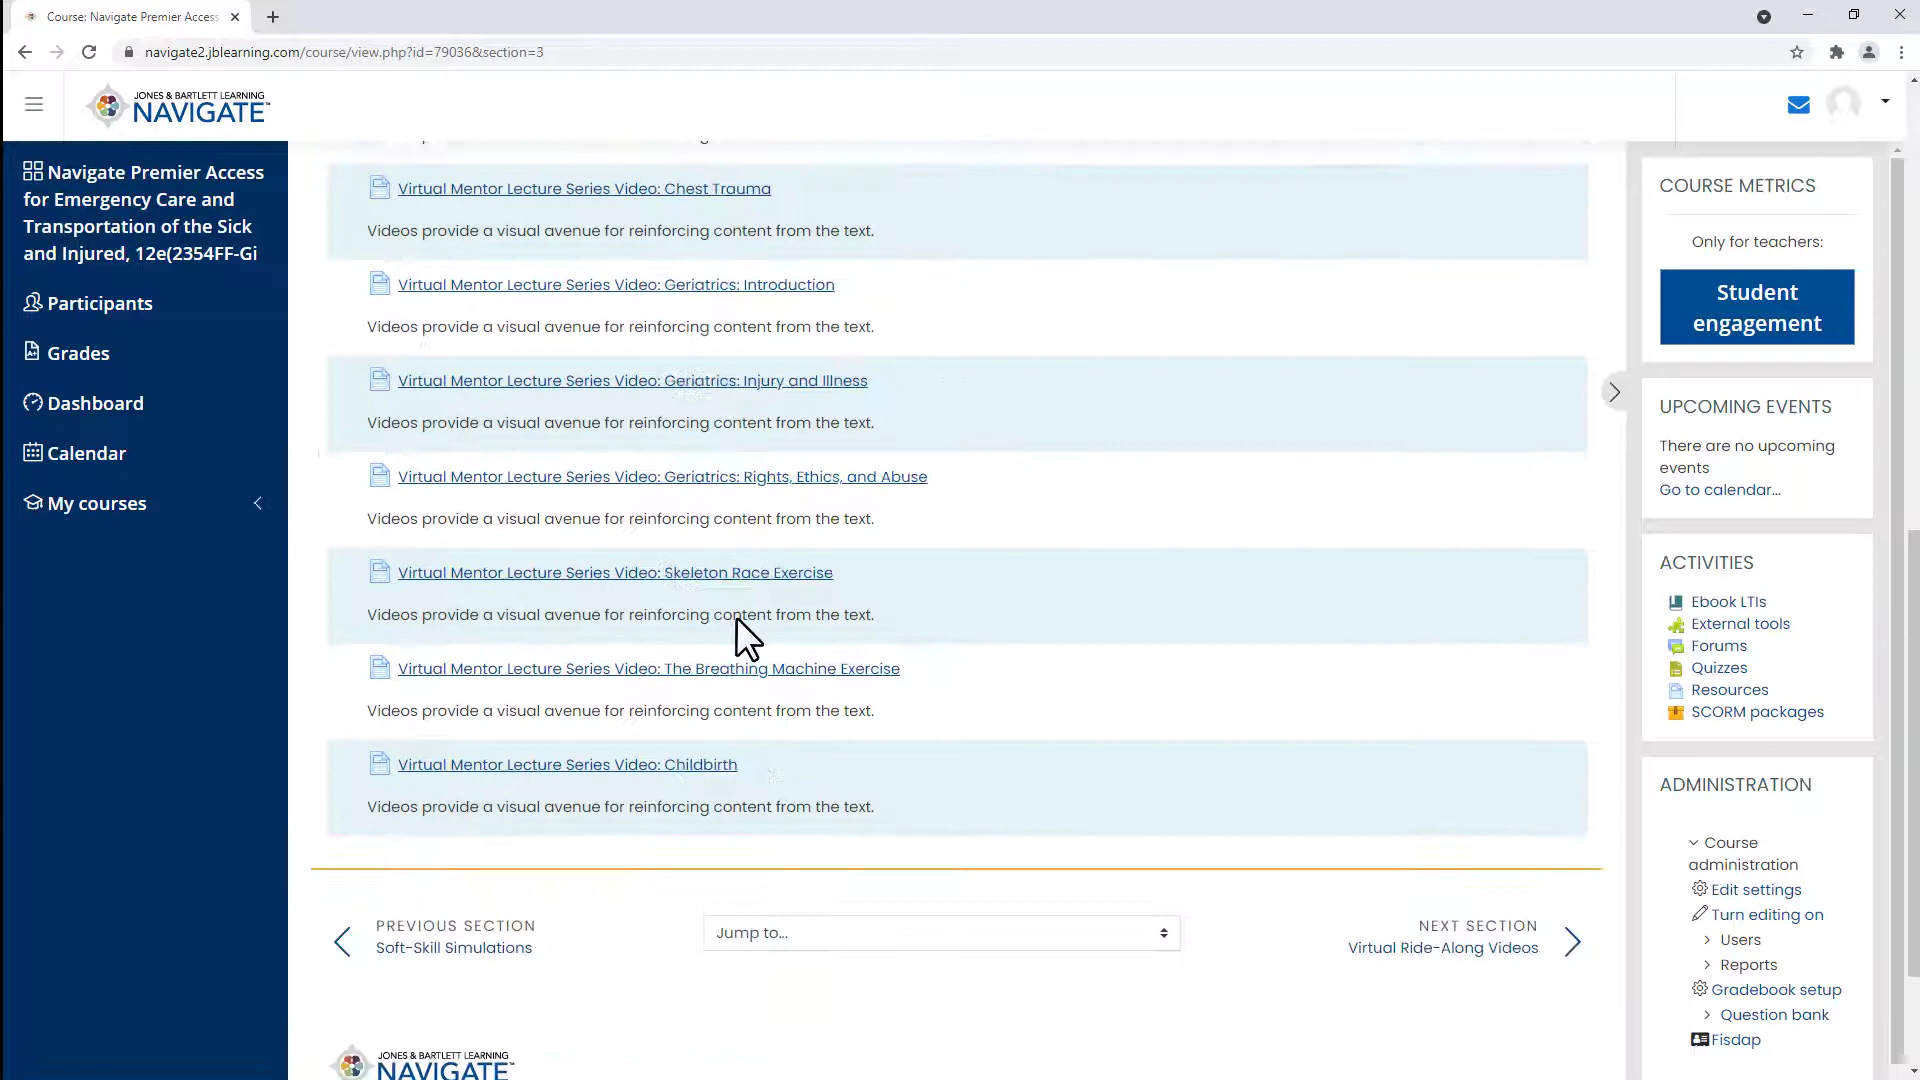 Course: Navigate Premier Access
navigate2.jblearning.com/course/view.php?id=79036&section=3
JONES & BARTLETT LEARNING
NAVIGATE™
Navigate Premier Access
for Emergency Care and
Transportation of the Sick
and Injured, 12e(2354FF-Gi
Participants
Grades
Dashboard
Calendar
My courses
Virtual Mentor Lecture Series Video: Chest Trauma
Videos provide a visual avenue for reinforcing content from the text.
Virtual Mentor Lecture Series Video: Geriatrics: Introduction
Videos provide a visual avenue for reinforcing content from the text.
Virtual Mentor Lecture Series Video: Geriatrics: Injury and Illness
Videos provide a visual avenue for reinforcing content from the text.
Virtual Mentor Lecture Series Video: Geriatrics: Rights, Ethics, and Abuse
Videos provide a visual avenue for reinforcing content from the text.
Virtual Mentor Lecture Series Video: Skeleton Race Exercise
Videos provide a visual avenue for reinforcing content from the text.
Virtual Mentor Lecture Series Video: The Breathing Machine Exercise
Videos provide a visual avenue for reinforcing content from the text.
Virtual Mentor Lecture Series Video: Childbirth
Videos provide a visual avenue for reinforcing content from the text.
PREVIOUS SECTION
Soft-Skill Simulations
Jump to...
NEXT SECTION
Virtual Ride-Along Videos
JONES & BARTLETT LEARNING
NAVIGATE™
COURSE METRICS
Only for teachers:
Student
engagement
UPCOMING EVENTS
There are no upcoming
events
Go to calendar...
ACTIVITIES
Ebook LTIs
External tools
Forums
Quizzes
Resources
SCORM packages
ADMINISTRATION
Course
administration
Edit settings
Turn editing on
Users
Reports
Gradebook setup
Question bank
Fisdap